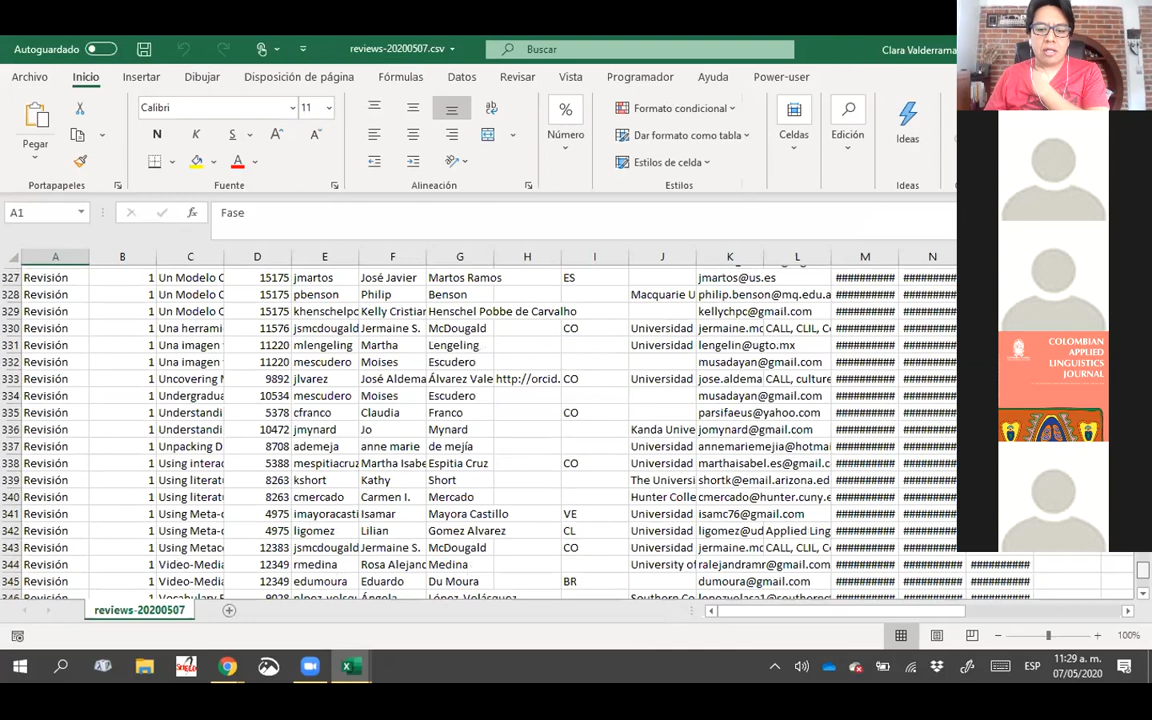 Autoguardado reviews-20200507.csv Buscar Clara Valderrama
Archivo Inicio Insertar Dibujar Disposición de página Fórmulas Datos Revisar Vista Programador Ayuda Power-user
Calibri 11 % Formato condicional
Pegar N K S Número Dar formato como tabla Celdas Edición Ideas
Estilos de celda
Portapapeles Fuente Alineación Estilos Ideas
A1 fx Fase
A B C D E F G H I J K L M N
327 Revisión 1 Un Modelo C 15175 jmartos José Javier Martos Ramos ES jmartos@us.es ########## ##########
328 Revisión 1 Un Modelo C 15175 pbenson Philip Benson Macquarie U philip.benson@mq.edu.a ########## ##########
329 Revisión 1 Un Modelo C 15175 khenschelpc Kelly Cristian Henschel Pobbe de Carvalho kellychpc@gmail.com ########## ##########
330 Revisión 1 Una herrami 11576 jsmcdougald Jermaine S. McDougald CO Universidad jermaine.mc CALL, CLIL, C ########## ##########
331 Revisión 1 Una imagen 11220 mlengeling Martha Lengeling Universidad lengelin@ugto.mx ########## ##########
332 Revisión 1 Una imagen 11220 mescudero Moises Escudero musadayan@gmail.com ########## ##########
333 Revisión 1 Uncovering M 9892 jlvarez José Aldema Álvarez Vale http://orcid. CO Universidad jose.aldema CALL, culture ########## ##########
334 Revisión 1 Undergradua 10534 mescudero Moises Escudero musadayan@gmail.com ########## ##########
335 Revisión 1 Understandi 5378 cfranco Claudia Franco CO parsifaeus@yahoo.com ########## ##########
336 Revisión 1 Understandi 10472 jmynard Jo Mynard Kanda Unive jomynard@gmail.com ########## ##########
337 Revisión 1 Unpacking D 8708 ademeja anne marie de mejía Universidad annemariemejia@hotma ########## ##########
338 Revisión 1 Using interac 5388 mespitiacruz Martha Isabe Espitia Cruz CO Universidad marthaisabel.es@gmail.c ########## ##########
339 Revisión 1 Using literat 8263 kshort Kathy Short The Universi shortk@email.arizona.ed ########## ##########
340 Revisión 1 Using literat 8263 cmercado Carmen I. Mercado Hunter Colle cmercado@hunter.cuny.e ########## ##########
341 Revisión 1 Using Meta-c 4975 imayoracasti Isamar Mayora Castillo VE Universidad isamc76@gmail.com ########## ##########
342 Revisión 1 Using Meta-c 4975 ligomez Lilian Gomez Alvarez CL Universidad ligomez@ud Applied Ling ########## ##########
343 Revisión 1 Using Metac 12383 jsmcdougald Jermaine S. McDougald CO Universidad jermaine.mc CALL, CLIL, C ########## ##########
344 Revisión 1 Video-Media 12349 rmedina Rosa Alejand Medina University of ralejandramr@gmail.com ########## ########## ##########
345 Revisión 1 Video-Media 12349 edumoura Eduardo Du Moura BR dumoura@gmail.com ########## ########## ##########
reviews-20200507
100%
ESP 11:29 a. m.
07/05/2020
COLOMBIAN
APPLIED
LINGUISTICS
JOURNAL